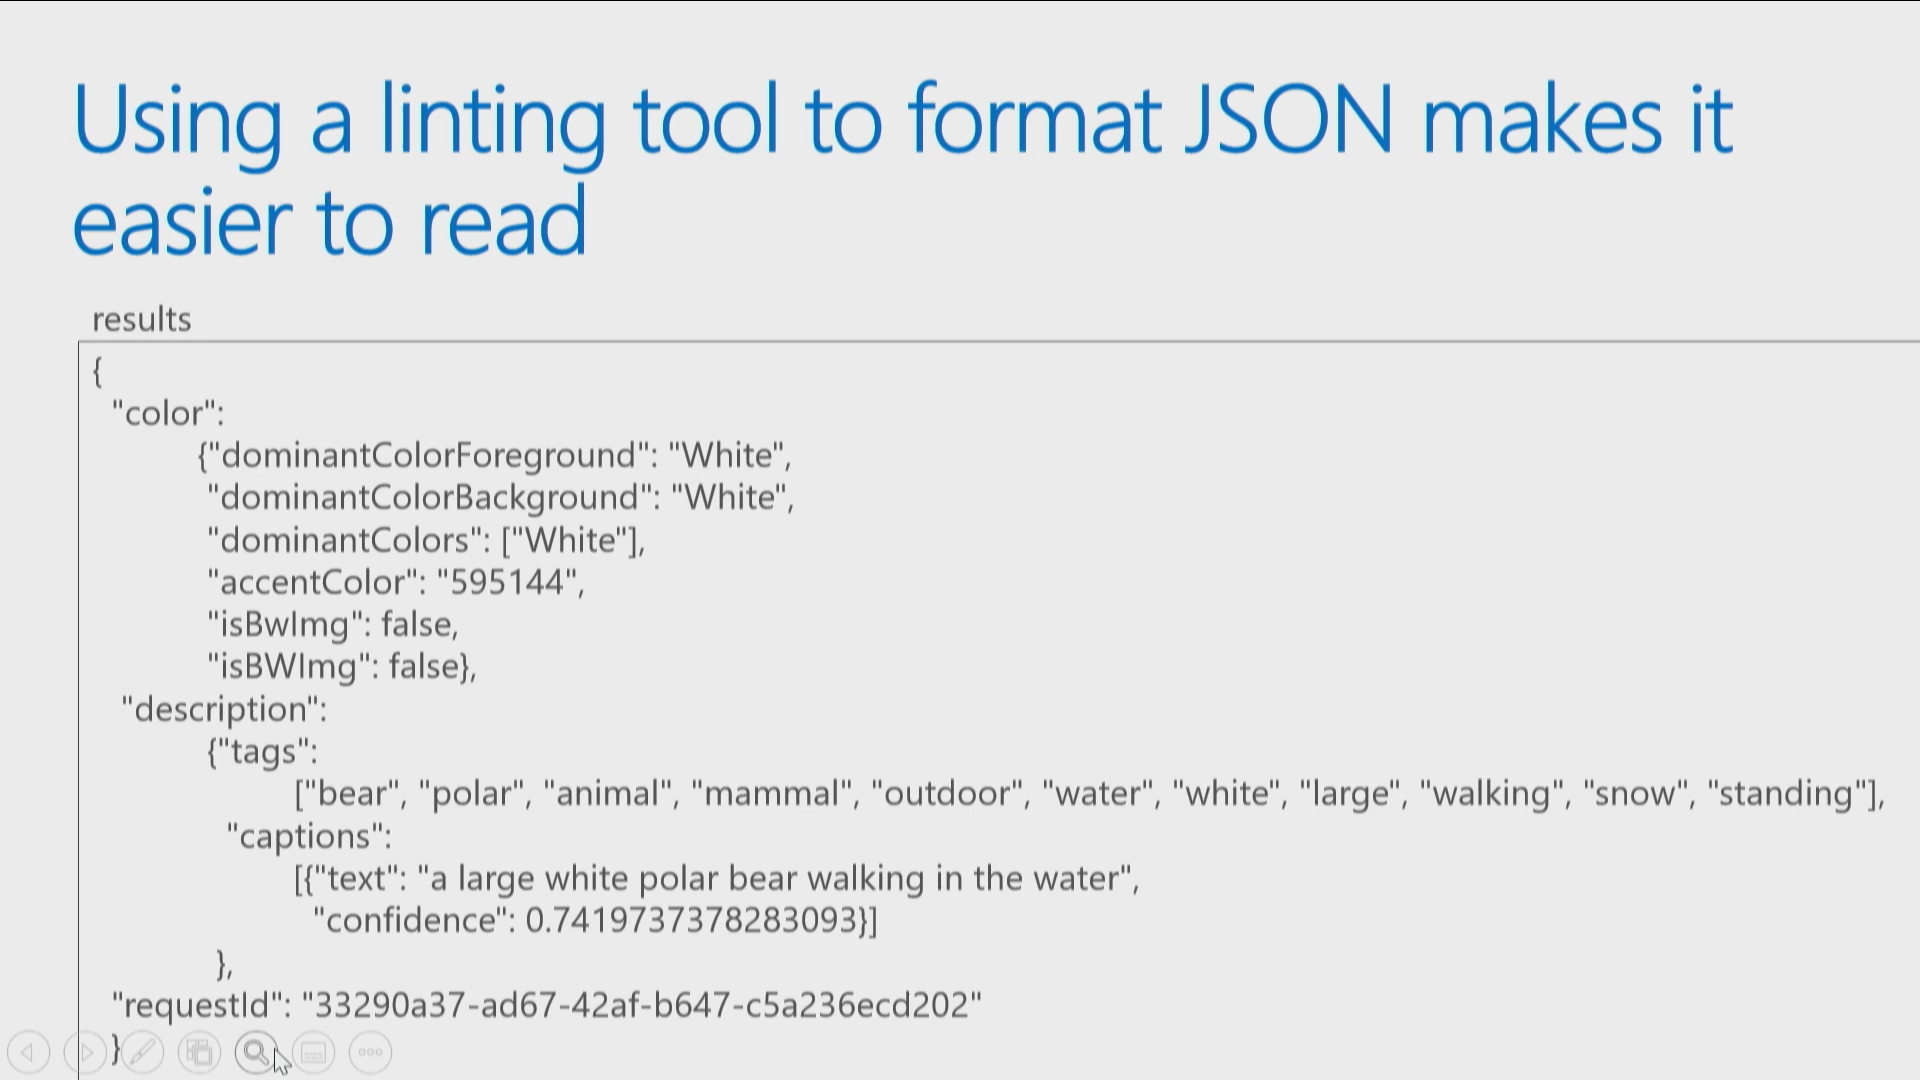 Using a linting tool to format JSON makes it
easier to read
results
{
"color":
{"dominantColorForeground": "White",
"dominantColorBackground": "White",
"dominantColors": ["White"],
"accentColor": "595144",
"isBwImg": false,
"isBWImg": false},
"description":
{"tags":
["bear", "polar", "animal", "mammal", "outdoor", "water", "white", "large", "walking", "snow", "standing"],
"captions":
[{"text": "a large white polar bear walking in the water",
"confidence": 0.7419737378283093}]
},
"requestId": "33290a37-ad67-42af-b647-c5a236ecd202"
}